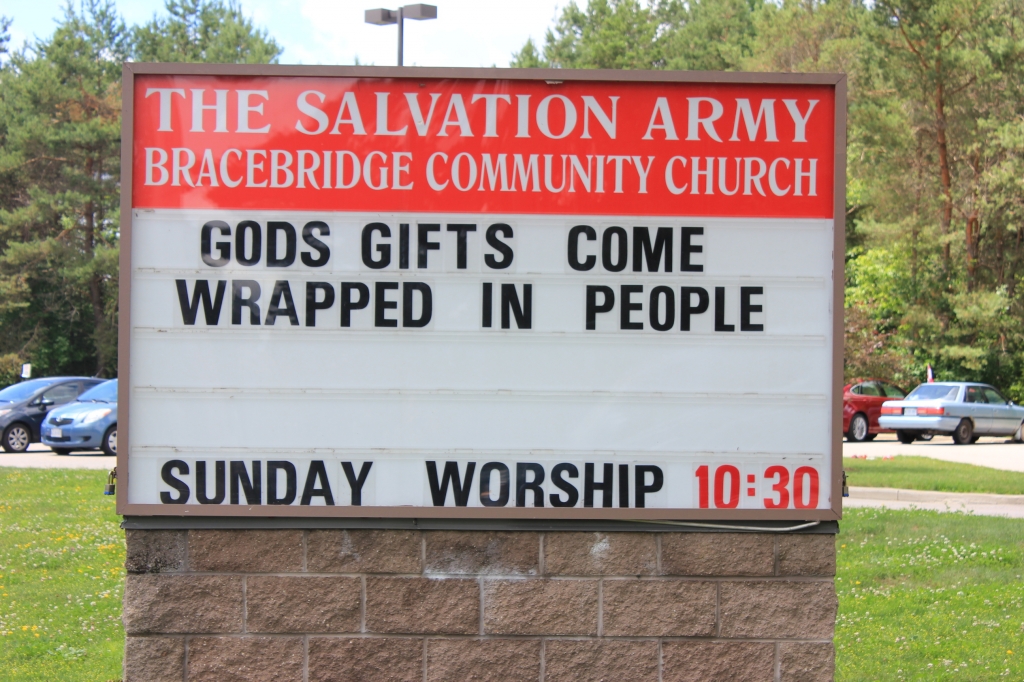 THE SALVATION ARMY
BRACEBRIDGE COMMUNITY CHURCH
GODS GIFTS COME
WRAPPED IN PEOPLE
SUNDAY WORSHIP 10:30